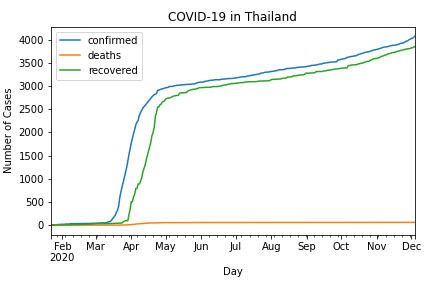 COVID-19 in Thailand
confirmed
deaths
recovered
Number of Cases
4000
3500
3000
2500
2000
1500
1000
500
0
Feb Mar Apr May Jun Jul Aug Sep Oct Nov Dec
2020
Day